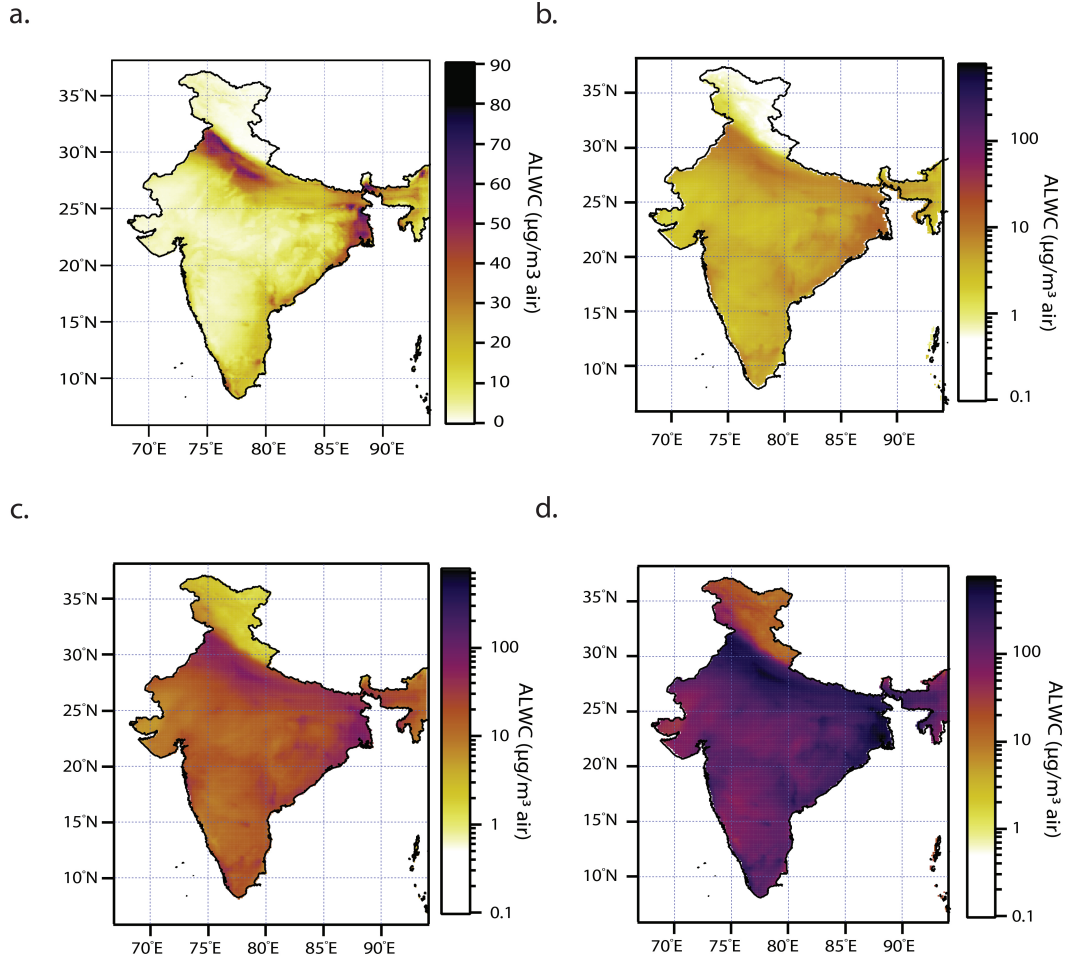 a.
35°N
30°N
25°N
20°N
15°N
10°N
70°E 75°E 80°E 85°E 90°E
90
80
70
60
50
40
30
20
10
0
ALWC (µg/m3 air)
b.
35°N
30°N
25°N
20°N
15°N
10°N
70°E 75°E 80°E 85°E 90°E
100
10
1
0.1
ALWC (µg/m³ air)
c.
35°N
30°N
25°N
20°N
15°N
10°N
70°E 75°E 80°E 85°E 90°E
100
10
1
0.1
ALWC (µg/m³ air)
d.
35°N
30°N
25°N
20°N
15°N
10°N
70°E 75°E 80°E 85°E 90°E
100
10
1
0.1
ALWC (µg/m³ air)